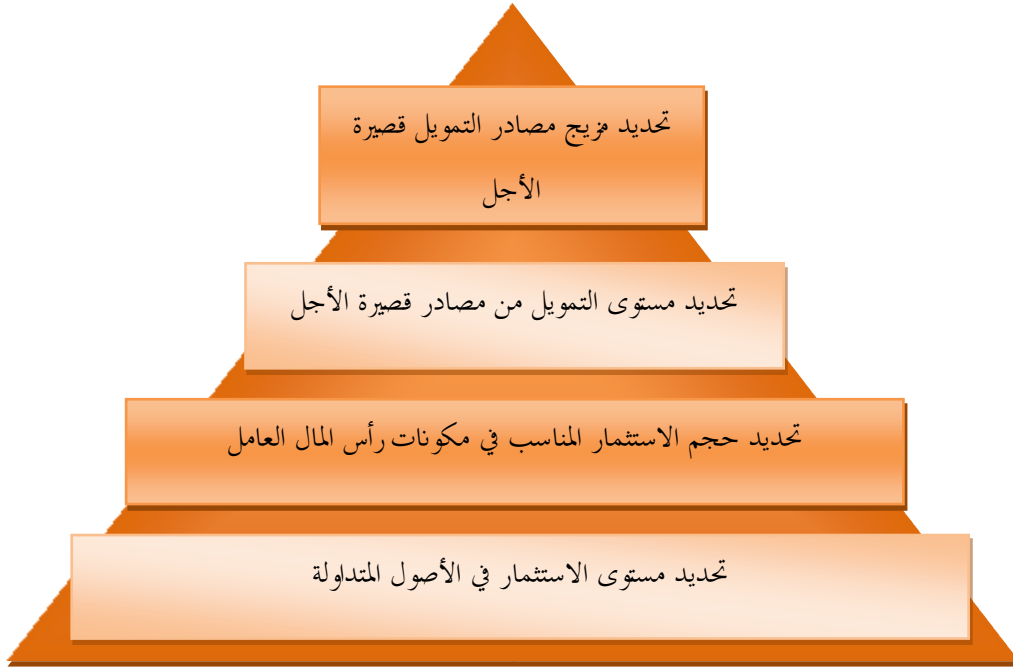 تحديد مزيج مصادر التمويل قصيرة
الأجل
تحديد مستوى التمويل من مصادر قصيرة الأجل
تحديد حجم الاستثمار المناسب في مكونات رأس المال العامل
تحديد مستوى الاستثمار في الأصول المتداولة